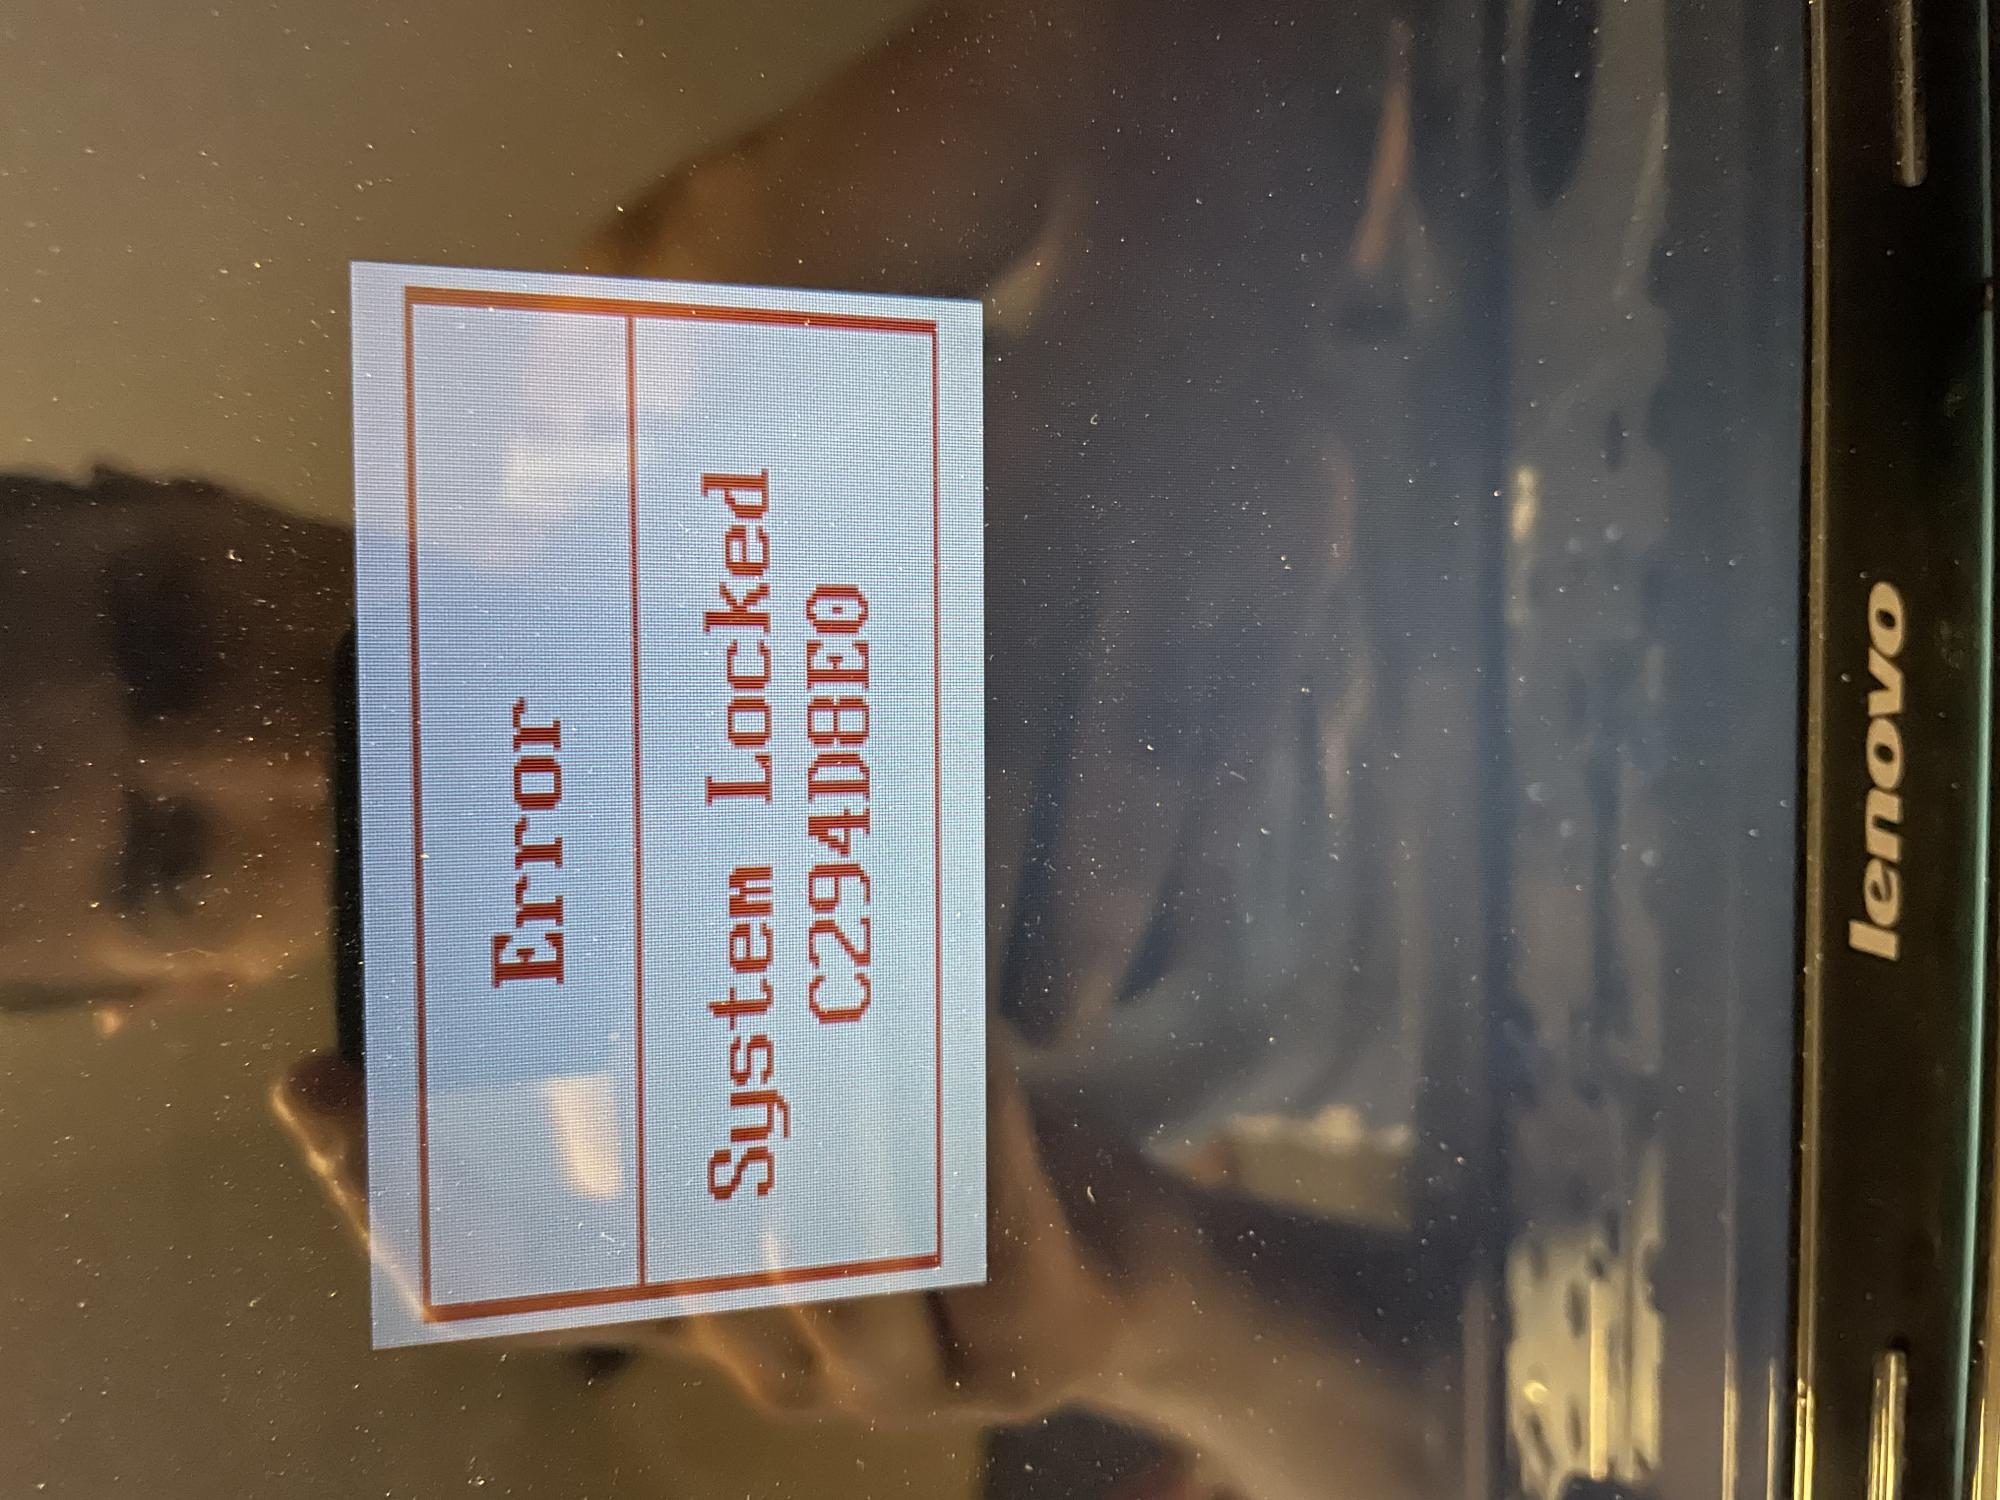 Error
System Locked
C294D8E0
lenovo